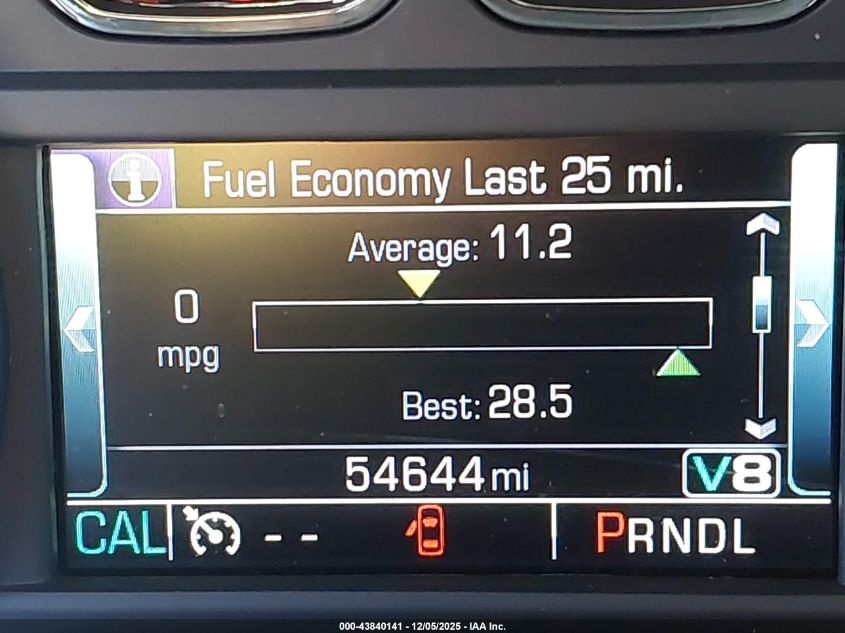 Fuel Economy Last 25 mi.
Average: 11.2
0
mpg
Best: 28.5
54644 mi V8
CAL -- PRNDL
000-43840141 - 12/05/2025 - IAA Inc.